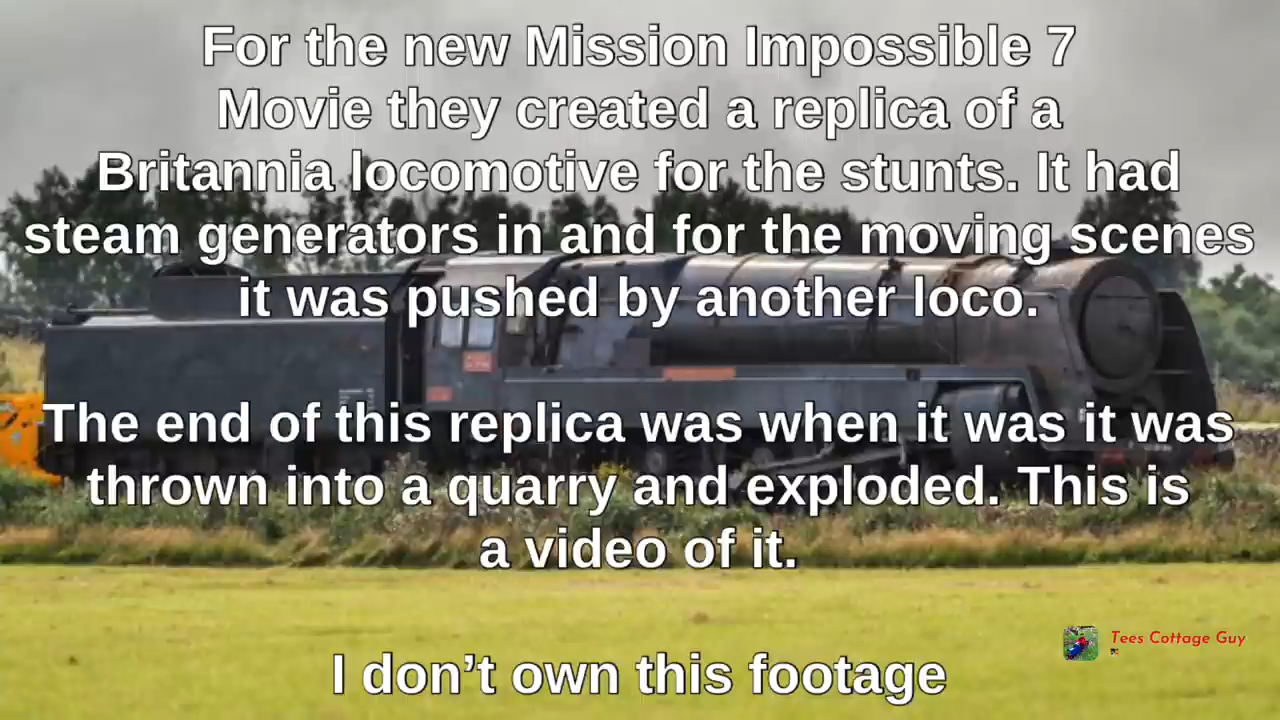 For the new Mission Impossible 7
Movie they created a replica of a
Britannia locomotive for the stunts. It had
steam generators in and for the moving scenes
it was pushed by another loco.
The end of this replica was when it was it was
thrown into a quarry and exploded. This is
a video of it.
Tees Cottage Guy
I don’t own this footage